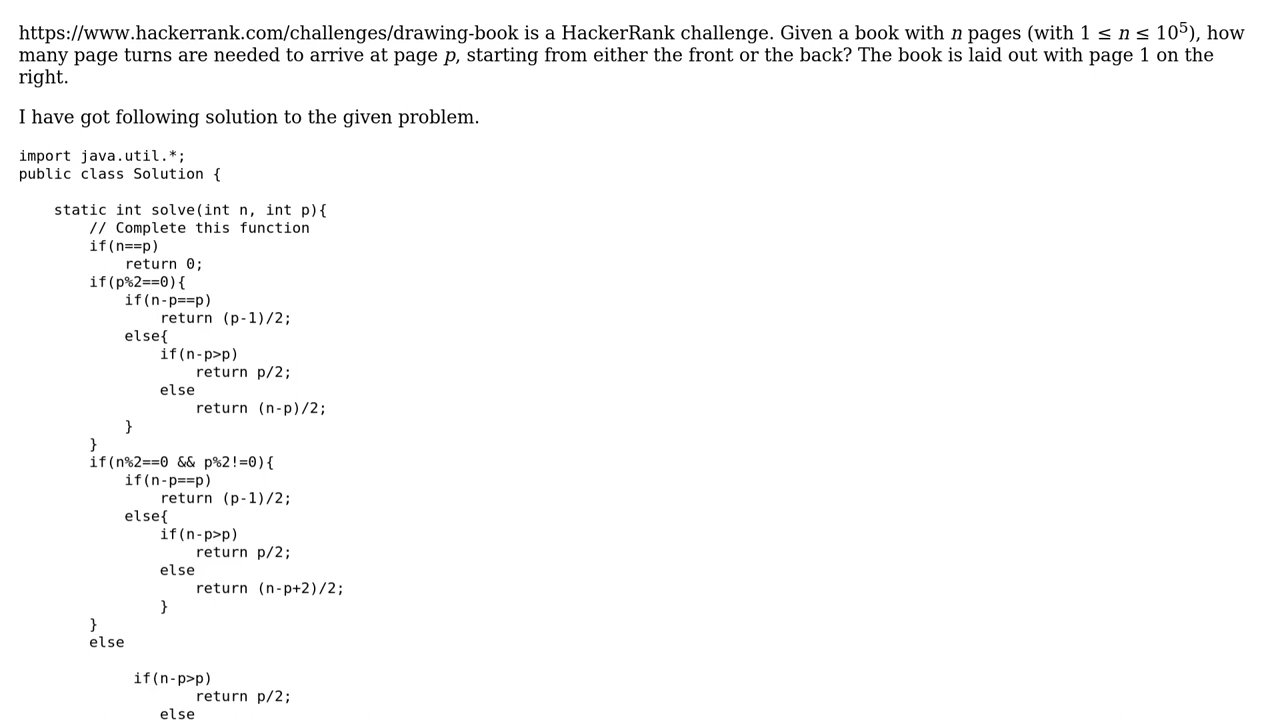 https://www.hackerrank.com/challenges/drawing-book is a HackerRank challenge. Given a book with n pages (with 1 ≤ n ≤ 10⁵), how
many page turns are needed to arrive at page p, starting from either the front or the back? The book is laid out with page 1 on the
right.
I have got following solution to the given problem.
import java.util.*;
public class Solution {
    static int solve(int n, int p){
        // Complete this function
        if(n==p)
            return 0;
        if(p%2==0){
            if(n-p==p)
                return (p-1)/2;
            else{
                if(n-p>p)
                    return p/2;
                else
                    return (n-p)/2;
            }
        }
        if(n%2==0 && p%2!=0){
            if(n-p==p)
                return (p-1)/2;
            else{
                if(n-p>p)
                    return p/2;
                else
                    return (n-p+2)/2;
                }
        }
        else
             if(n-p>p)
                    return p/2;
                else